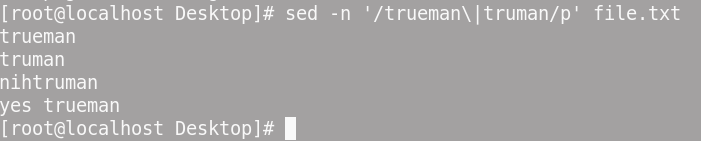 [root@localhost Desktop]# sed -n '/trueman\|truman/p' file.txt
trueman
truman
nihtruman
yes trueman
[root@localhost Desktop]#